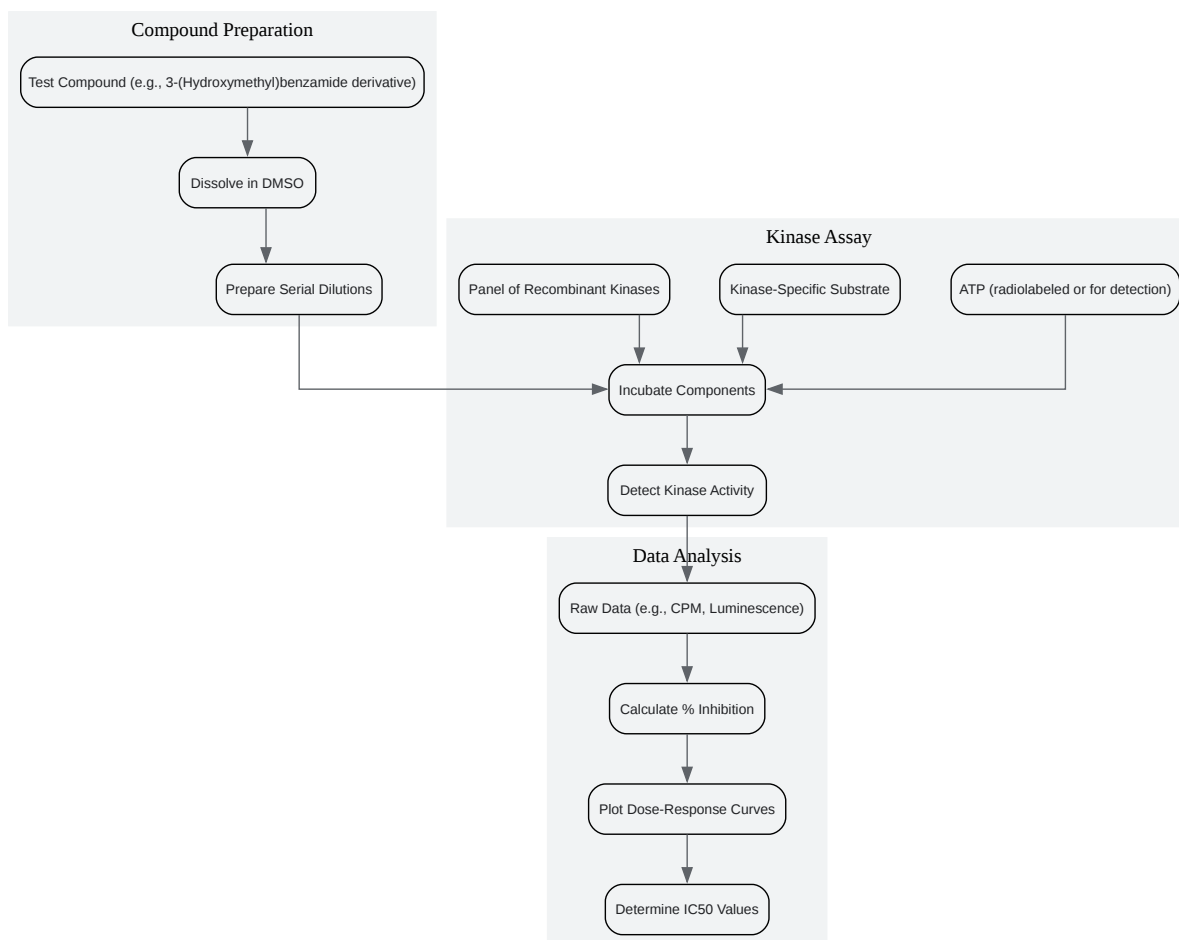 Compound Preparation
Test Compound (e.g., 3-(Hydroxymethyl)benzamide derivative)
Dissolve in DMSO
Prepare Serial Dilutions
Kinase Assay
Panel of Recombinant Kinases
Kinase-Specific Substrate
ATP (radiolabeled or for detection)
Incubate Components
Detect Kinase Activity
Data Analysis
Raw Data (e.g., CPM, Luminescence)
Calculate % Inhibition
Plot Dose-Response Curves
Determine IC50 Values